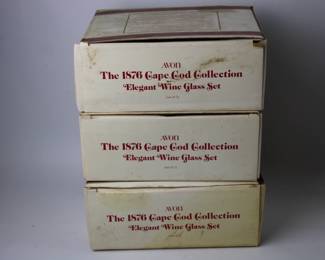 AVON
The 1876 Cape Cod Collection
Elegant Wine Glass Set
AVON
The 1876 Cape Cod Collection
Elegant Wine Glass Set
AVON
The 1876 Cape Cod Collection
Elegant Wine Glass Set